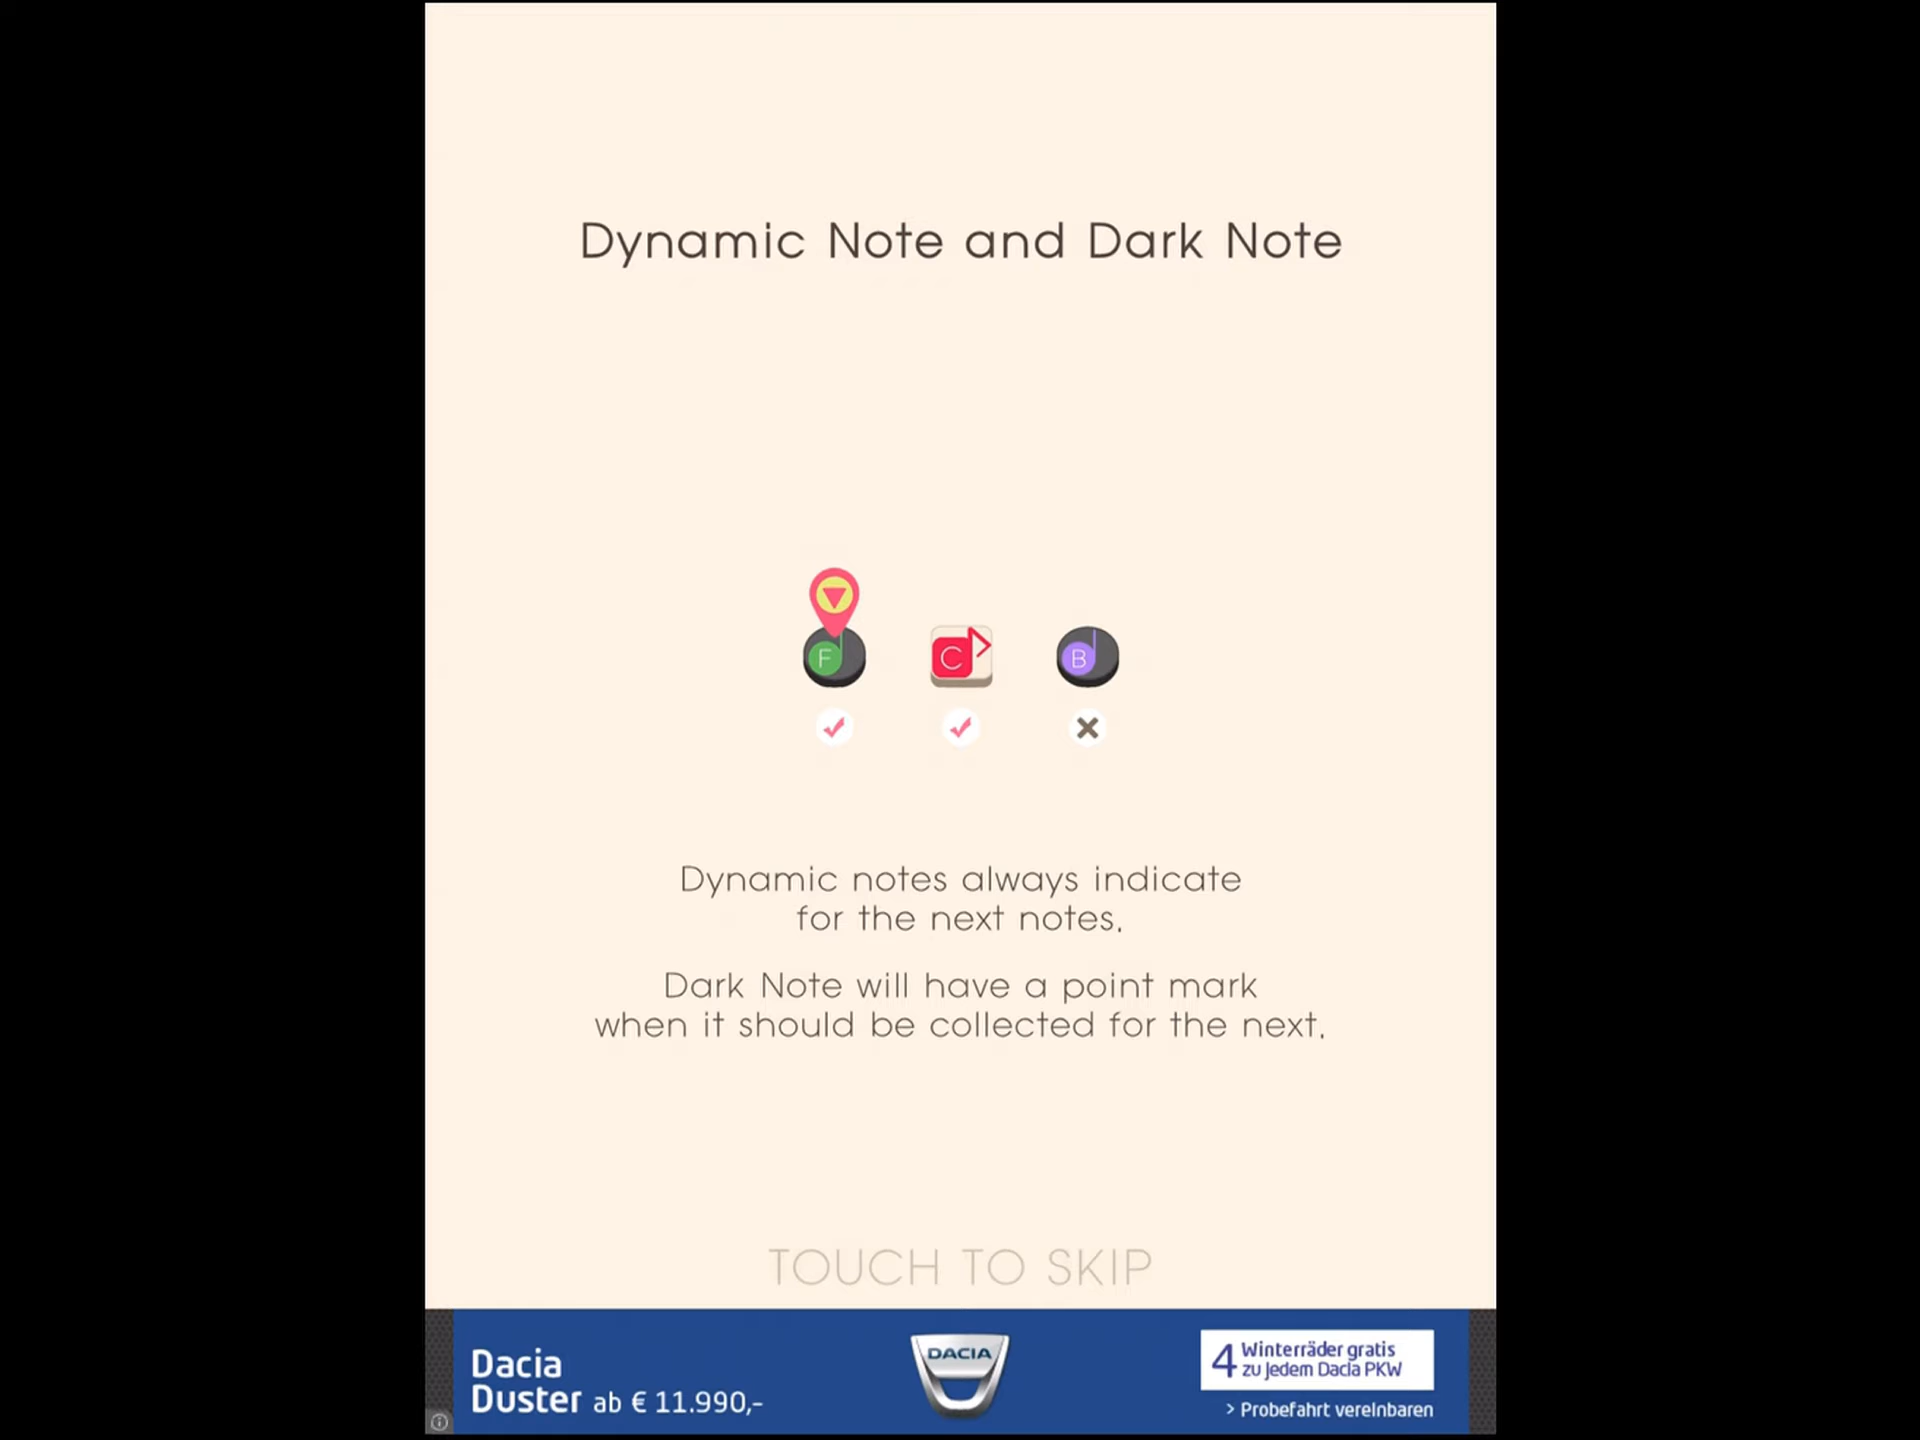 Dynamic Note and Dark Note
F C B
Dynamic notes always indicate
for the next notes.
Dark Note will have a point mark
when it should be collected for the next.
TOUCH TO SKIP
Dacia
Duster ab € 11.990,-
DACIA
4 Winterräder gratis
zu jedem Dacia PKW
> Probefahrt vereinbaren